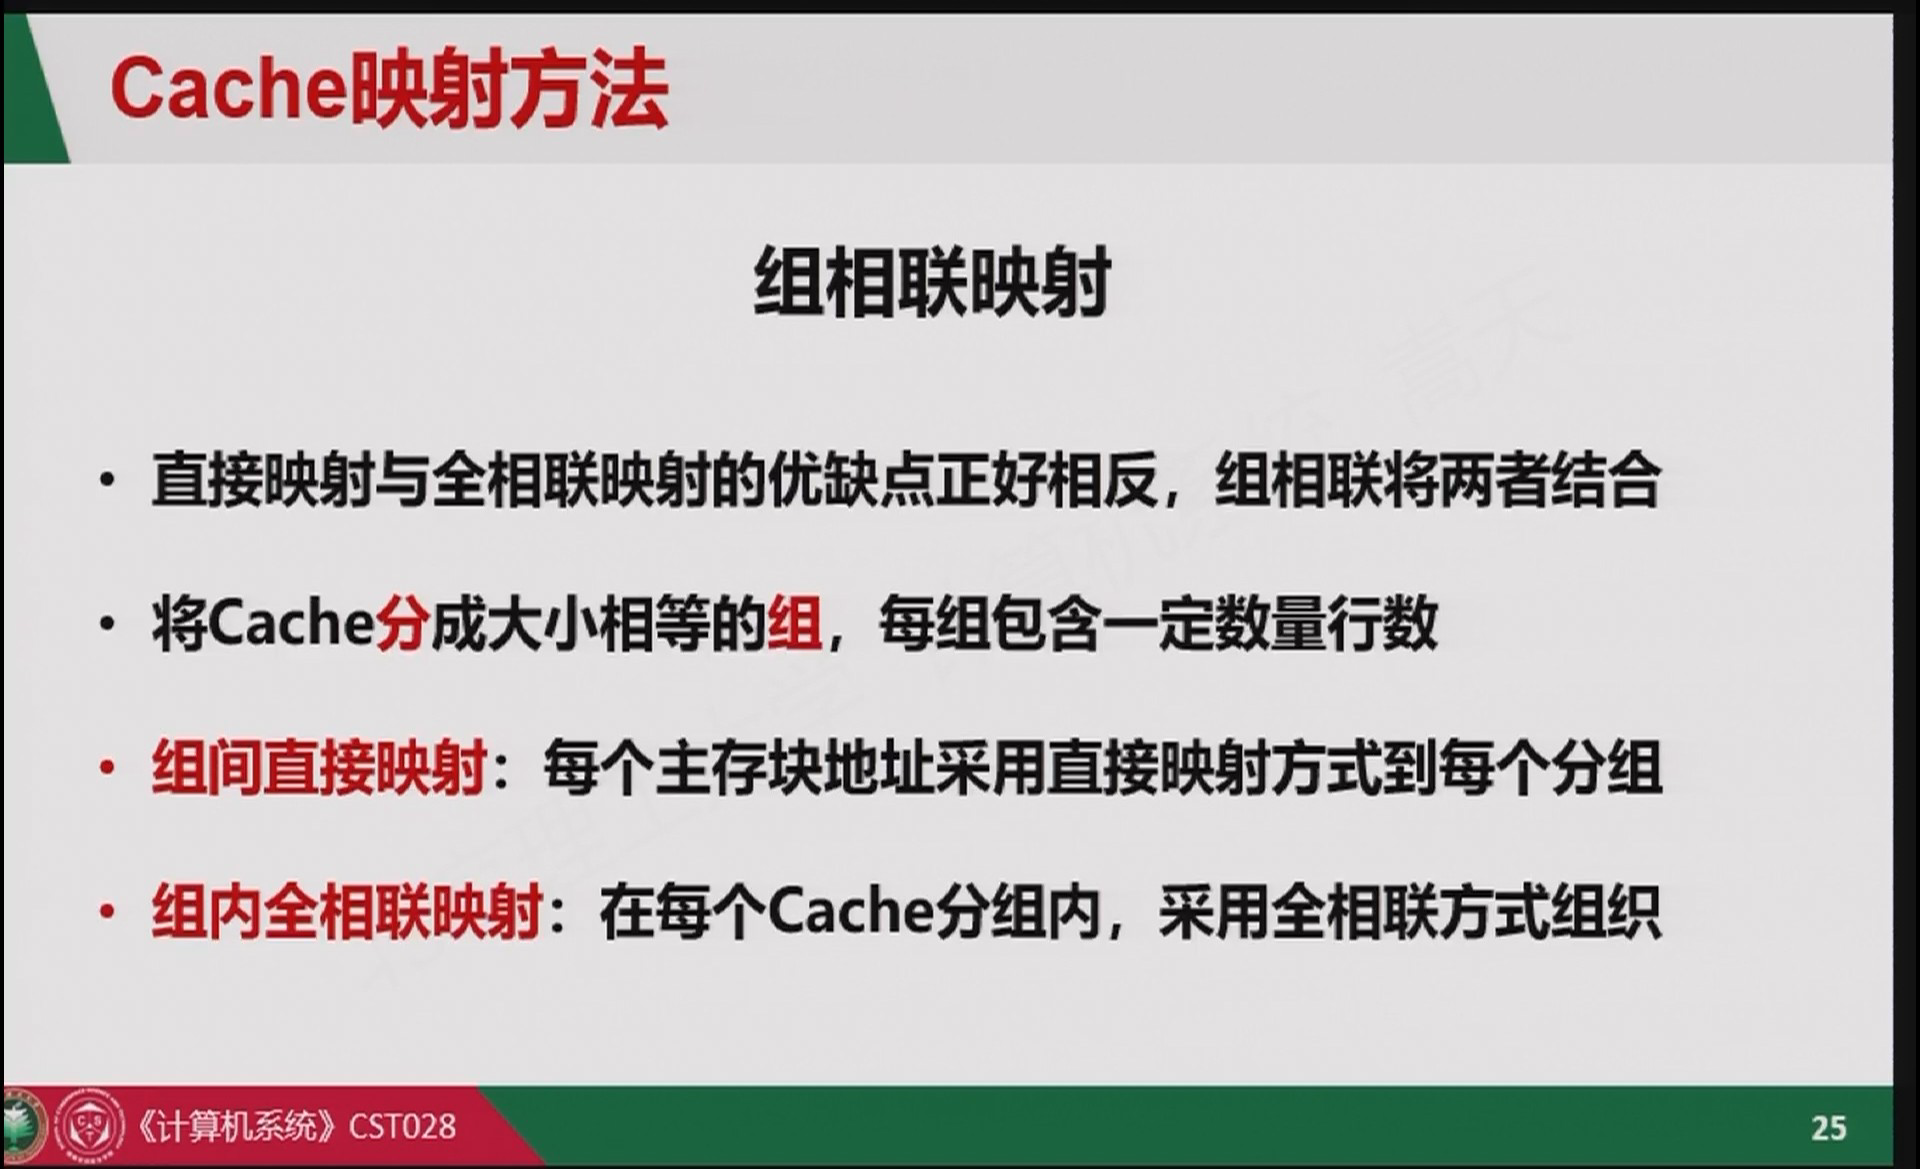 Cache映射方法
组相联映射
• 直接映射与全相联映射的优缺点正好相反，组相联将两者结合
• 将Cache分成大小相等的组，每组包含一定数量行数
• 组间直接映射：每个主存块地址采用直接映射方式到每个分组
• 组内全相联映射：在每个Cache分组内，采用全相联方式组织
《计算机系统》CST028
25